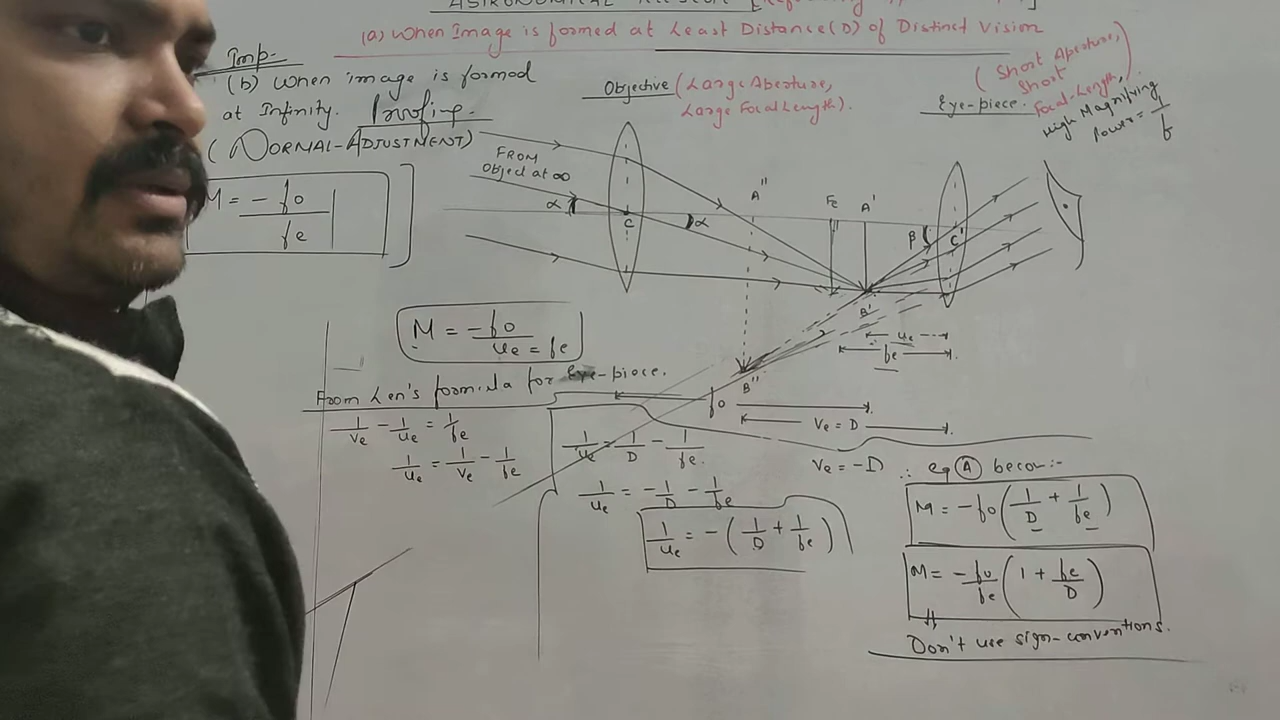 ASTRONOMICAL TELESCOPE [
(a) When Image is formed at Least Distance (D) of Distinct Vision
Imp-
(b) When image is formed
at Infinity.
(NORMAL-ADJUSTMENT)
M = -fo
fe
Objective (Large Aperture,
Large Focal Length).
Eye-piece.
(Short Aperture,
Short
Focal-Length,
High Magnifying
Power = 1
f
)
FROM
Object at ∞
α
C
α
A''
Fe
A'
β
C'
B'
B''
ue
fe
fo
Ve = D
M = -fo
ue = fe
From Len's formula for Eye-piece.
1/Ve - 1/ue = 1/fe
1/ue = 1/Ve - 1/fe
1/ue = 1/D - 1/fe.
1/ue = -1/D - 1/fe
1/ue = -(1/D + 1/fe)
Ve = -D ∴ eq (A) becom:-
M = -fo(1/D + 1/fe)
M = -fo/fe (1 + fe/D)
Don't use sign-conventions.